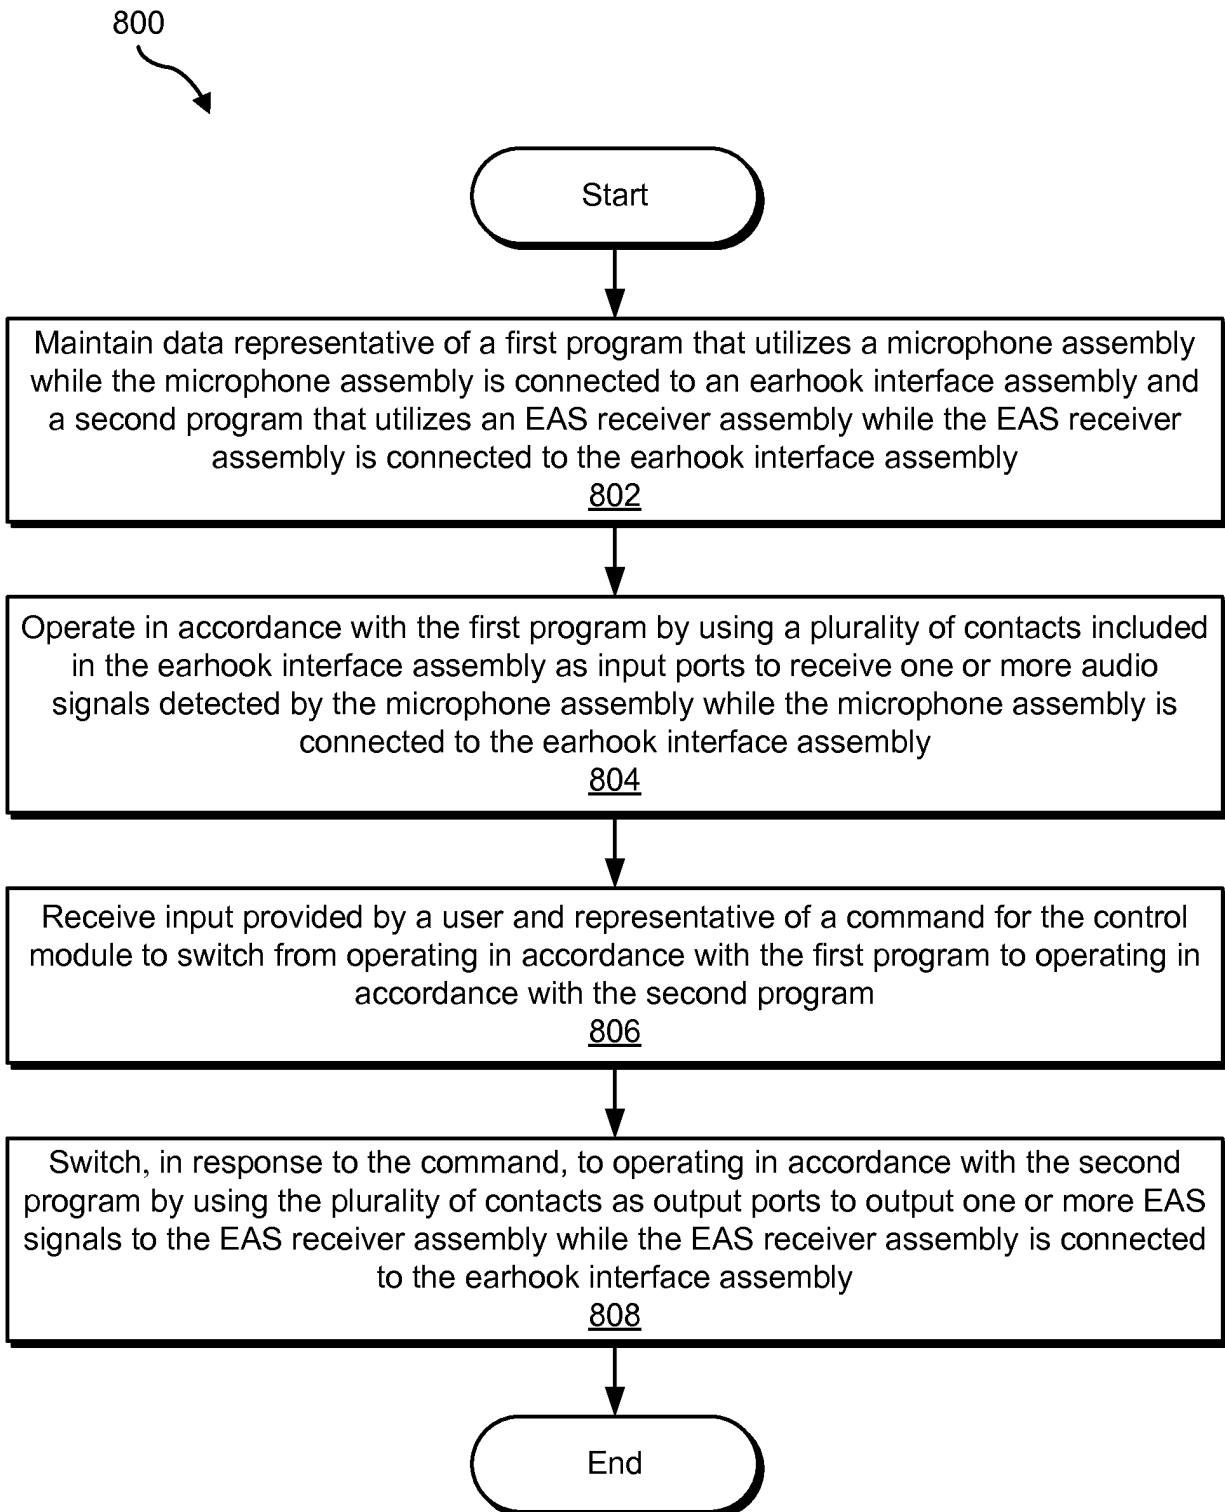 800
Start
Maintain data representative of a first program that utilizes a microphone assembly
while the microphone assembly is connected to an earhook interface assembly and
a second program that utilizes an EAS receiver assembly while the EAS receiver
assembly is connected to the earhook interface assembly
802
Operate in accordance with the first program by using a plurality of contacts included
in the earhook interface assembly as input ports to receive one or more audio
signals detected by the microphone assembly while the microphone assembly is
connected to the earhook interface assembly
804
Receive input provided by a user and representative of a command for the control
module to switch from operating in accordance with the first program to operating in
accordance with the second program
806
Switch, in response to the command, to operating in accordance with the second
program by using the plurality of contacts as output ports to output one or more EAS
signals to the EAS receiver assembly while the EAS receiver assembly is connected
to the earhook interface assembly
808
End